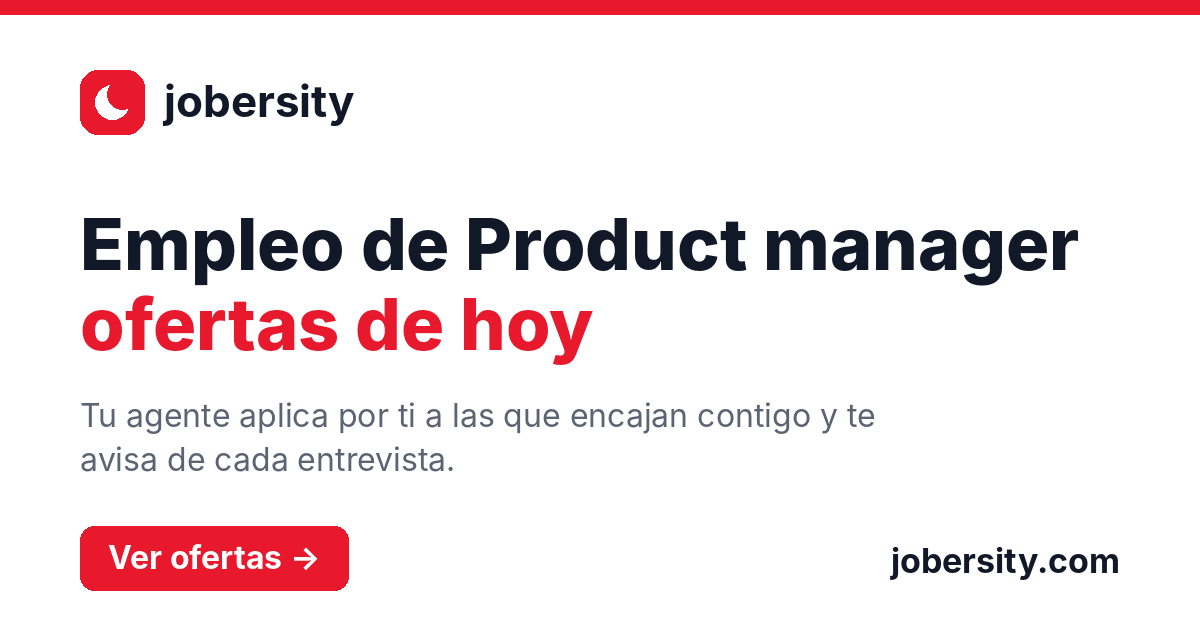 jobersity
Empleo de Product manager
ofertas de hoy
Tu agente aplica por ti a las que encajan contigo y te
avisa de cada entrevista.
Ver ofertas →
jobersity.com